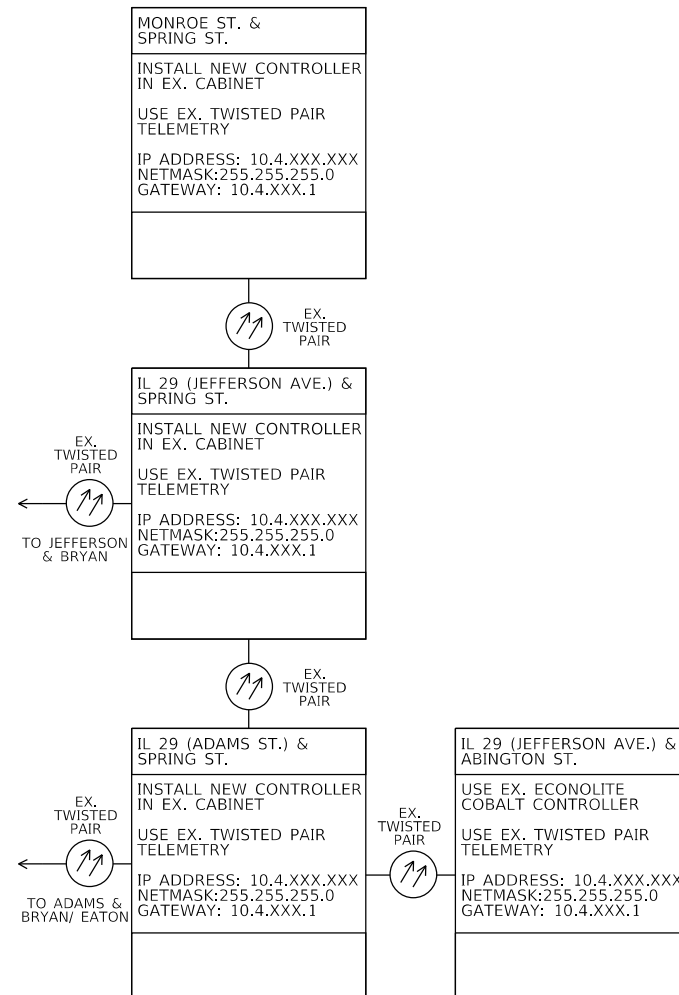 MONROE ST. &
SPRING ST.
INSTALL NEW CONTROLLER
IN EX. CABINET
USE EX. TWISTED PAIR
TELEMETRY
IP ADDRESS: 10.4.XXX.XXX
NETMASK:255.255.255.0
GATEWAY: 10.4.XXX.1
EX.
TWISTED
PAIR
IL 29 (JEFFERSON AVE.) &
SPRING ST.
INSTALL NEW CONTROLLER
IN EX. CABINET
USE EX. TWISTED PAIR
TELEMETRY
IP ADDRESS: 10.4.XXX.XXX
NETMASK:255.255.255.0
GATEWAY: 10.4.XXX.1
EX.
TWISTED
PAIR
TO JEFFERSON
& BRYAN
EX.
TWISTED
PAIR
IL 29 (ADAMS ST.) &
SPRING ST.
INSTALL NEW CONTROLLER
IN EX. CABINET
USE EX. TWISTED PAIR
TELEMETRY
IP ADDRESS: 10.4.XXX.XXX
NETMASK:255.255.255.0
GATEWAY: 10.4.XXX.1
EX.
TWISTED
PAIR
TO ADAMS &
BRYAN/ EATON
EX.
TWISTED
PAIR
IL 29 (JEFFERSON AVE.) &
ABINGTON ST.
USE EX. ECONOLITE
COBALT CONTROLLER
USE EX. TWISTED PAIR
TELEMETRY
IP ADDRESS: 10.4.XXX.XXX
NETMASK:255.255.255.0
GATEWAY: 10.4.XXX.1